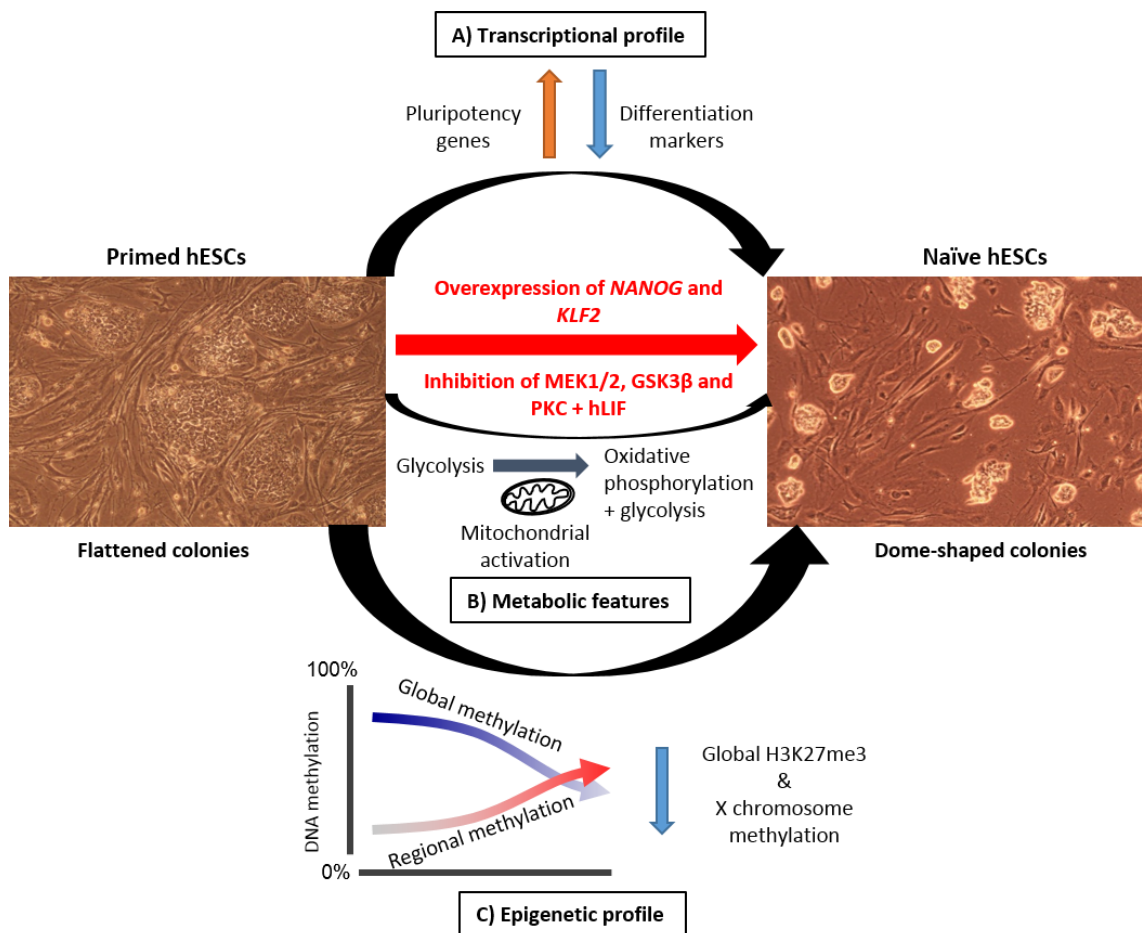 A) Transcriptional profile
Pluripotency
genes
Differentiation
markers
Primed hESCs
Naïve hESCs
Overexpression of NANOG and
KLF2
Inhibition of MEK1/2, GSK3β and
PKC + hLIF
Flattened colonies
Dome-shaped colonies
Glycolysis
Oxidative
phosphorylation
+ glycolysis
Mitochondrial
activation
B) Metabolic features
100%
DNA methylation
0%
Global methylation
Regional methylation
Global H3K27me3
&
X chromosome
methylation
C) Epigenetic profile